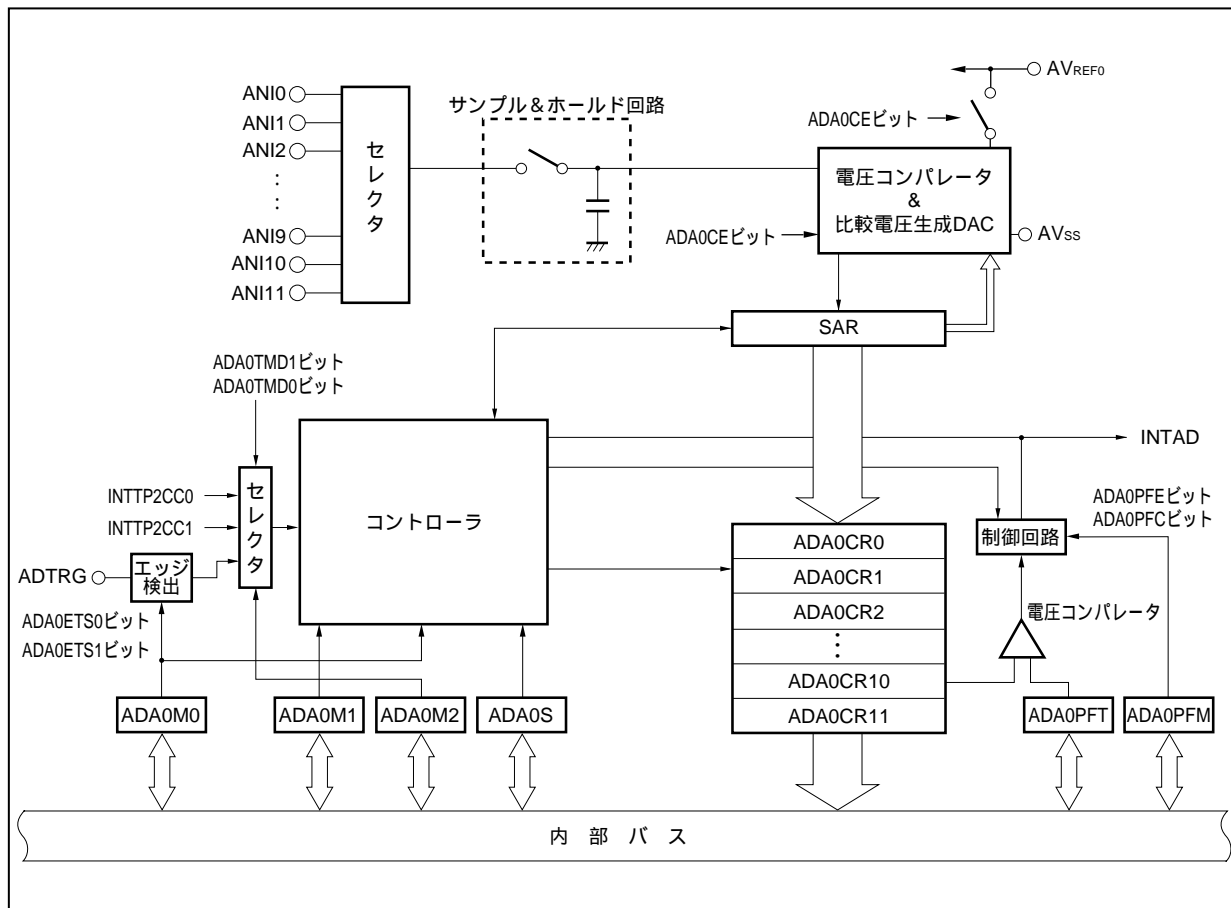 ANI0
ANI1
ANI2
:
:
ANI9
ANI10
ANI11
セレクタ
サンプル&ホールド回路
ADA0CEビット
AVREF0
電圧コンパレータ
&
比較電圧生成DAC
ADA0CEビット
AVSS
SAR
ADA0TMD1ビット
ADA0TMD0ビット
INTTP2CC0
INTTP2CC1
ADTRG
エッジ
検出
セレクタ
コントローラ
ADA0ETS0ビット
ADA0ETS1ビット
INTAD
ADA0PFEビット
ADA0PFCビット
制御回路
電圧コンパレータ
ADA0CR0
ADA0CR1
ADA0CR2
⋮
ADA0CR10
ADA0CR11
ADA0M0
ADA0M1
ADA0M2
ADA0S
ADA0PFT
ADA0PFM
内 部 バ ス